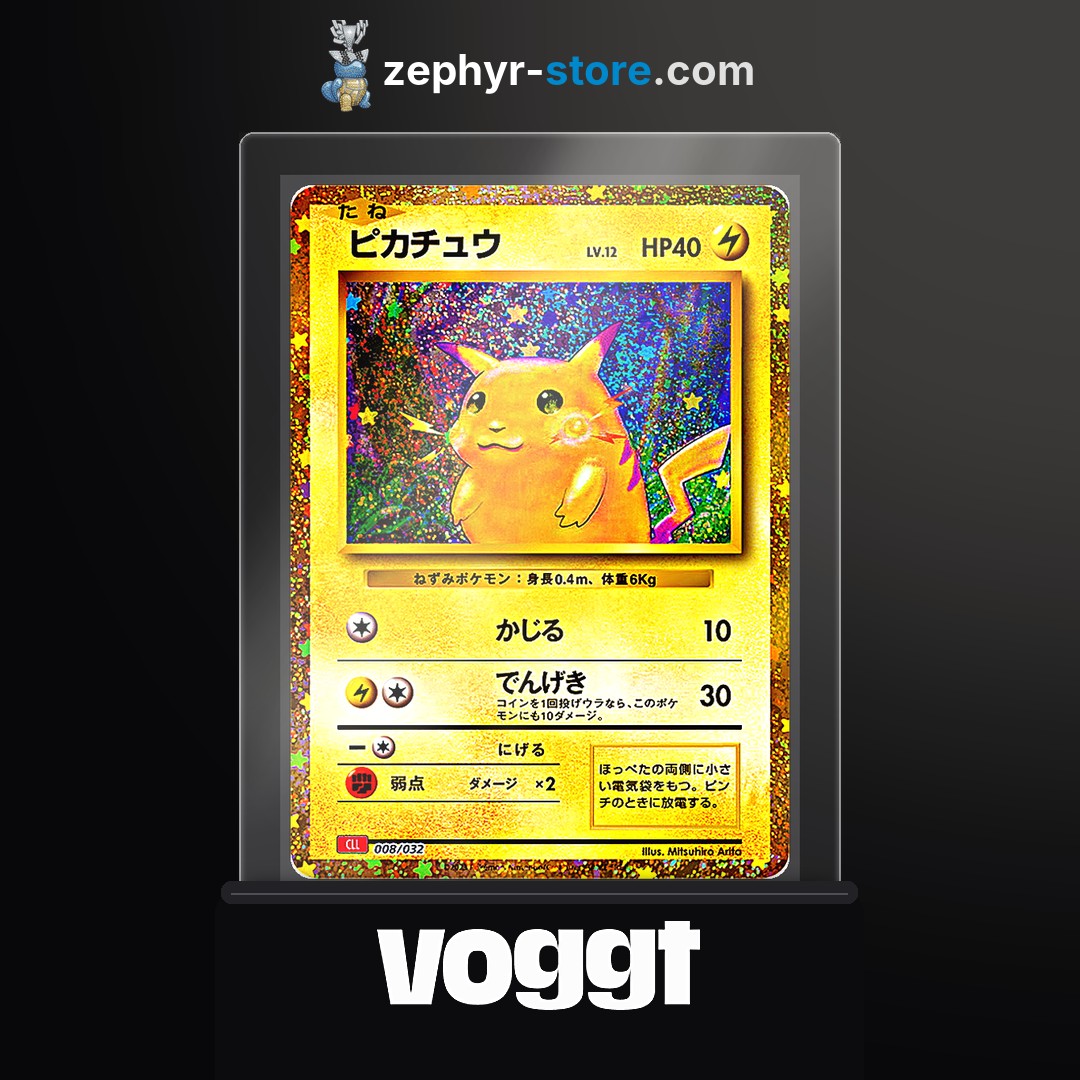 zephyr-store.com
たね
ピカチュウ LV.12 HP40
ねずみポケモン：身長0.4m、体重6Kg
かじる 10
でんげき 30
コインを1回投げウラなら、このポケ
モンにも10ダメージ。
にげる
弱点 ダメージ ×2
ほっぺたの両側に小さ
い電気袋をもつ。ピン
チのときに放電する。
CLL 008/032
Illus. Mitsuhiro Arita
voggt